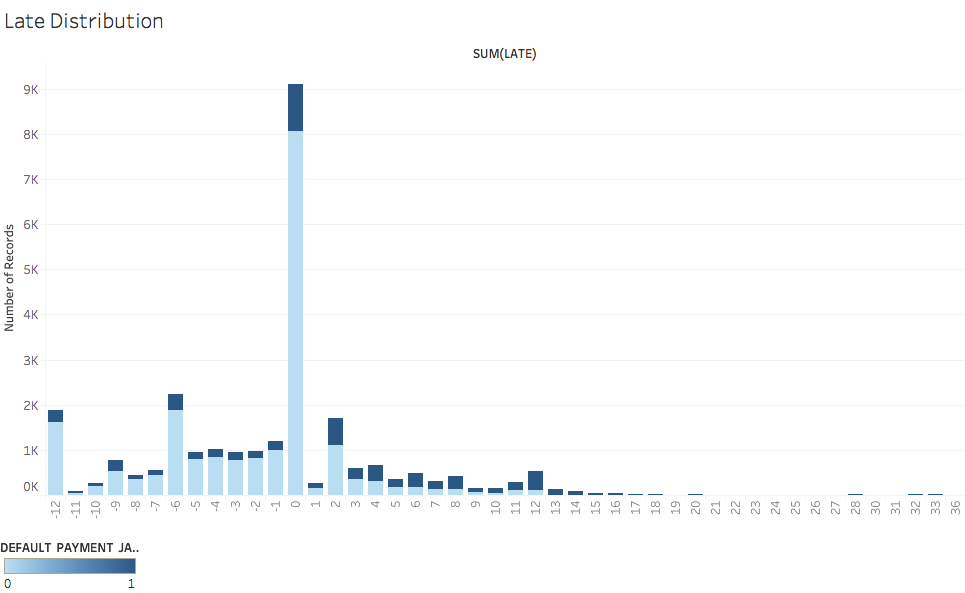 Late Distribution
SUM(LATE)
Number of Records
9K
8K
7K
6K
5K
4K
3K
2K
1K
0K
-12 -11 -10 -9 -8 -7 -6 -5 -4 -3 -2 -1 0 1 2 3 4 5 6 7 8 9 10 11 12 13 14 15 16 17 18 19 20 21 22 23 24 25 26 27 28 30 31 32 33 36
DEFAULT PAYMENT JA..
0 1